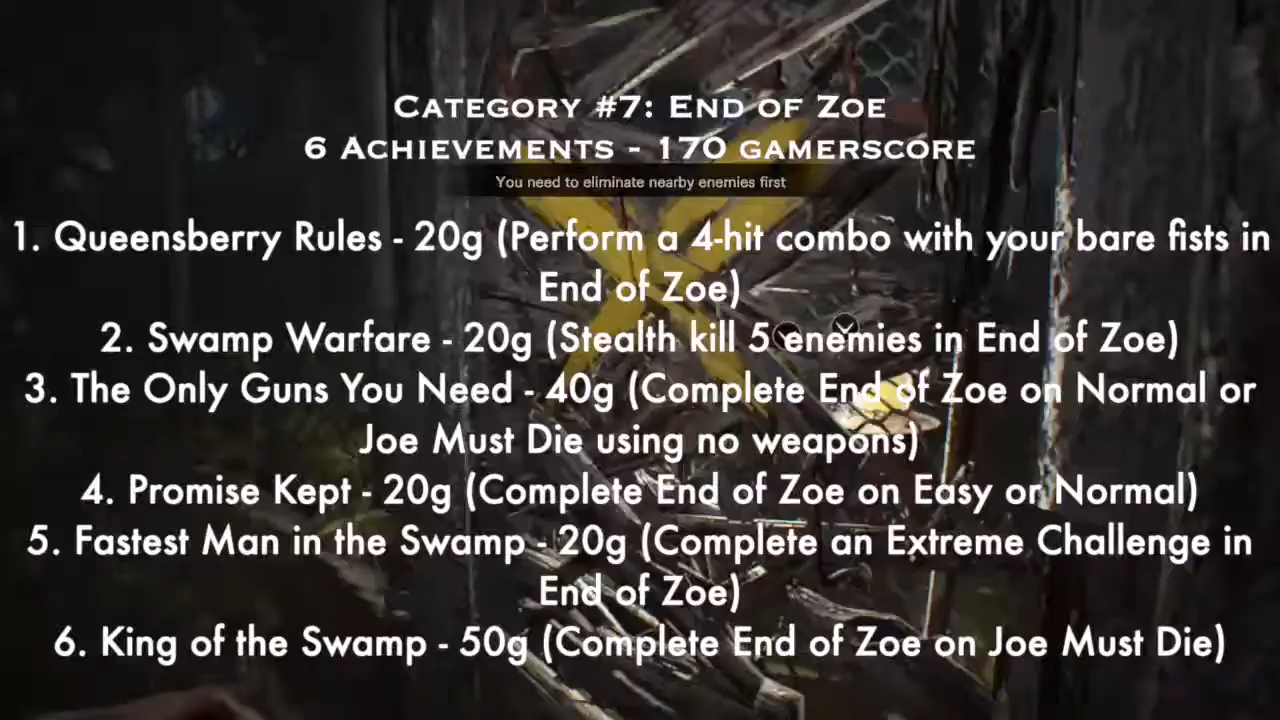 Category #7: End of Zoe
6 Achievements - 170 gamerscore
You need to eliminate nearby enemies first
1. Queensberry Rules - 20g (Perform a 4-hit combo with your bare fists in
End of Zoe)
2. Swamp Warfare - 20g (Stealth kill 5 enemies in End of Zoe)
3. The Only Guns You Need - 40g (Complete End of Zoe on Normal or
Joe Must Die using no weapons)
4. Promise Kept - 20g (Complete End of Zoe on Easy or Normal)
5. Fastest Man in the Swamp - 20g (Complete an Extreme Challenge in
End of Zoe)
6. King of the Swamp - 50g (Complete End of Zoe on Joe Must Die)